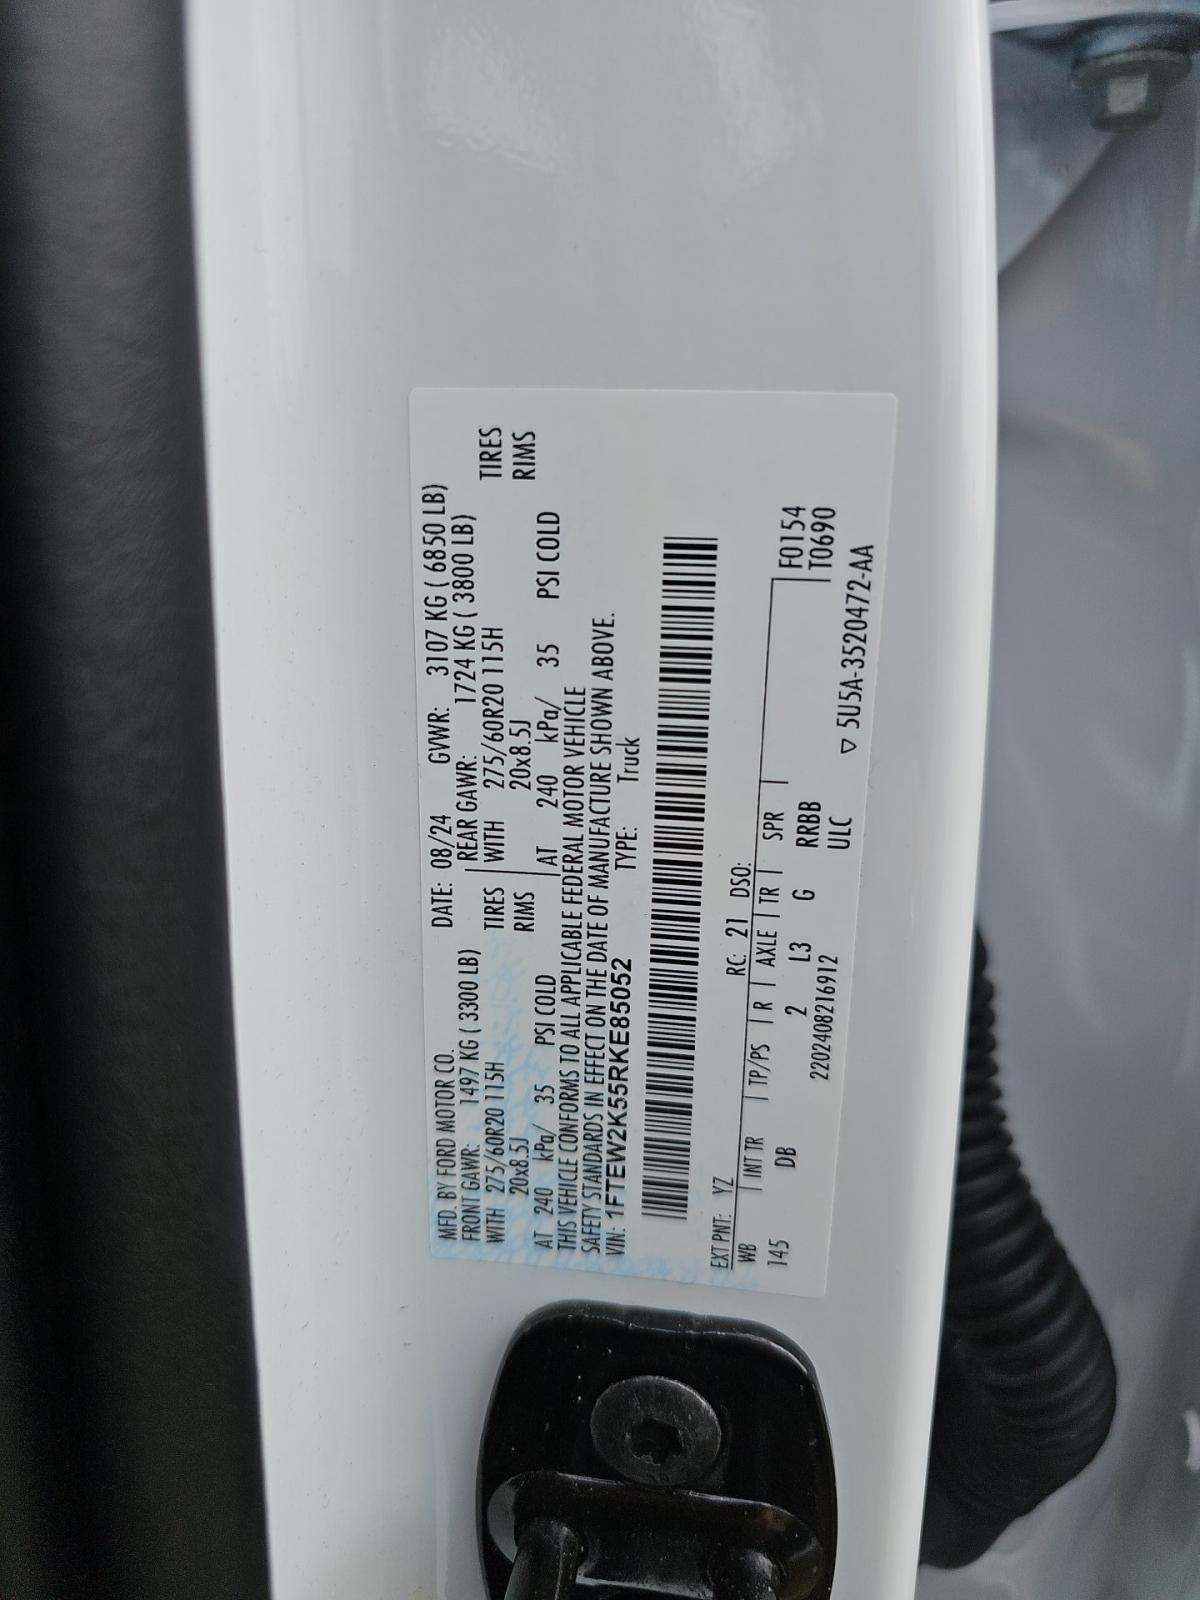 MFD. BY FORD MOTOR CO. DATE: 08/24 GVWR: 3107 KG ( 6850 LB)
FRONT GAWR: 1497 KG ( 3300 LB) REAR GAWR: 1724 KG ( 3800 LB)
WITH 275/60R20 115H TIRES WITH 275/60R20 115H TIRES
20x8.5J RIMS 20x8.5J RIMS
AT 240 kPa/ 35 PSI COLD AT 240 kPa/ 35 PSI COLD
THIS VEHICLE CONFORMS TO ALL APPLICABLE FEDERAL MOTOR VEHICLE
SAFETY STANDARDS IN EFFECT ON THE DATE OF MANUFACTURE SHOWN ABOVE.
VIN: 1FTEW2K55RKE85052 TYPE: Truck
EXT PNT: YZ RC: 21 DSO:
WB INT TR TP/PS R AXLE TR SPR F0154
145 DB 2 L3 G RRBB T0690
2202408216912 ULC
▽ 5U5A-3520472-AA